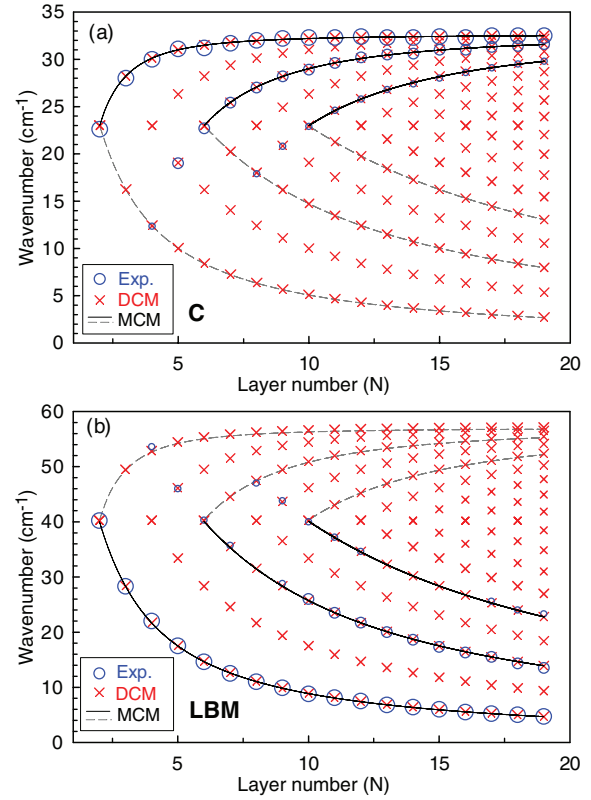 (a)
35
30
25
20
15
10
5
0
Wavenumber (cm⁻¹)
Exp.
DCM
MCM
C
5 10 15 20
Layer number (N)
(b)
60
50
40
30
20
10
0
Wavenumber (cm⁻¹)
Exp.
DCM
MCM
LBM
5 10 15 20
Layer number (N)